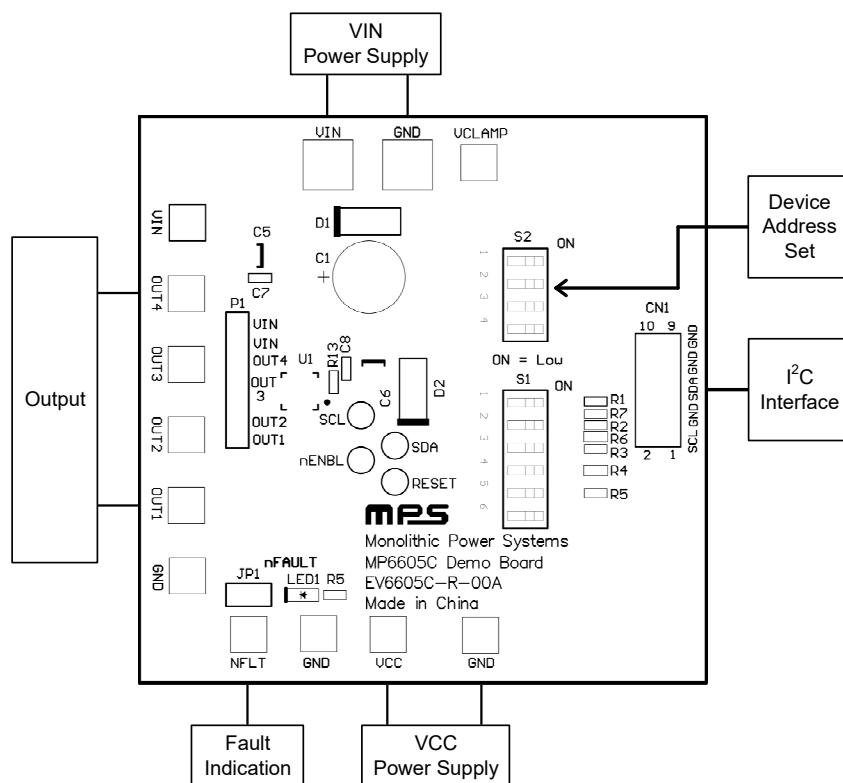 VIN
Power Supply
VIN
GND
VCLAMP
VIN
OUT4
OUT3
OUT2
OUT1
GND
Output
C5
C7
P1
VIN
VIN
OUT4
OUT
3
OUT2
OUT1
D1
C1
+
U1
R13
C8
C6
D2
SCL
SDA
nENBL
RESET
S2
ON
1
2
3
4
ON = Low
S1
ON
1
2
3
4
5
6
Device
Address
Set
CN1
10 9
2 1
SCL GND SDA GND GND
I²C
Interface
R1
R7
R2
R6
R3
R4
R5
mps
Monolithic Power Systems
MP6605C Demo Board
EV6605C-R-00A
Made in China
nFAULT
JP1
LED1
R5
*
NFLT
GND
VCC
GND
Fault
Indication
VCC
Power Supply